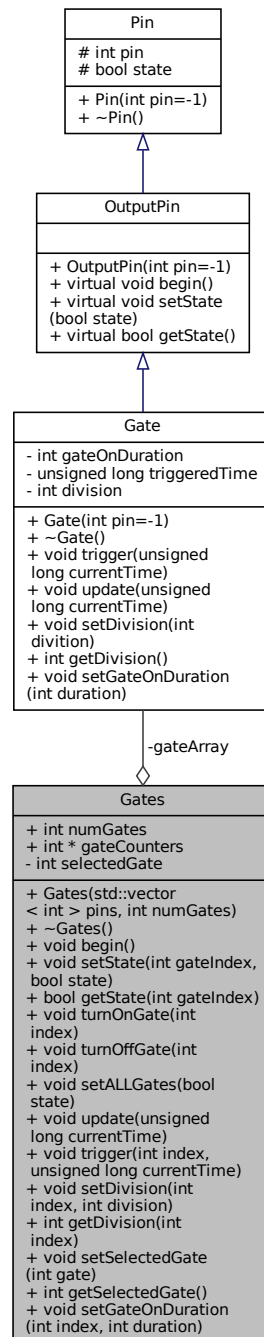 Pin
# int pin
# bool state
+ Pin(int pin=-1)
+ ~Pin()
OutputPin
+ OutputPin(int pin=-1)
+ virtual void begin()
+ virtual void setState
(bool state)
+ virtual bool getState()
Gate
- int gateOnDuration
- unsigned long triggeredTime
- int division
+ Gate(int pin=-1)
+ ~Gate()
+ void trigger(unsigned
long currentTime)
+ void update(unsigned
long currentTime)
+ void setDivision(int
divition)
+ int getDivision()
+ void setGateOnDuration
(int duration)
-gateArray
Gates
+ int numGates
+ int * gateCounters
- int selectedGate
+ Gates(std::vector
< int > pins, int numGates)
+ ~Gates()
+ void begin()
+ void setState(int gateIndex,
bool state)
+ bool getState(int gateIndex)
+ void turnOnGate(int
index)
+ void turnOffGate(int
index)
+ void setALLGates(bool
state)
+ void update(unsigned
long currentTime)
+ void trigger(int index,
unsigned long currentTime)
+ void setDivision(int
index, int division)
+ int getDivision(int
index)
+ void setSelectedGate
(int gate)
+ int getSelectedGate()
+ void setGateOnDuration
(int index, int duration)